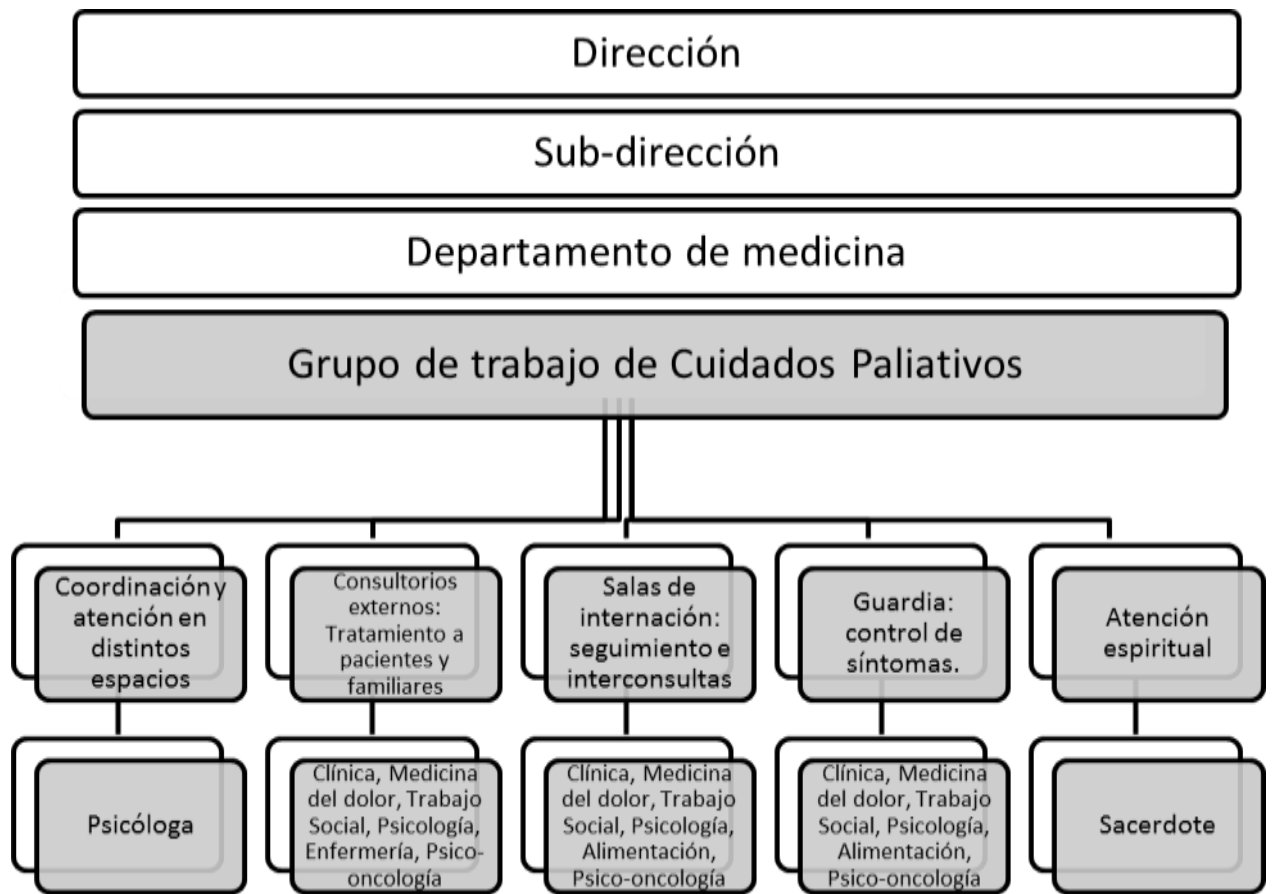 Dirección
Sub-dirección
Departamento de medicina
Grupo de trabajo de Cuidados Paliativos
Coordinación y
atención en
distintos
espacios
Consultorios
externos:
Tratamiento a
pacientes y
familiares
Salas de
internación:
seguimiento e
interconsultas
Guardia:
control de
síntomas.
Atención
espiritual
Psicóloga
Clínica, Medicina
del dolor, Trabajo
Social, Psicología,
Enfermería, Psico-
oncología
Clínica, Medicina
del dolor, Trabajo
Social, Psicología,
Alimentación,
Psico-oncología
Clínica, Medicina
del dolor, Trabajo
Social, Psicología,
Alimentación,
Psico-oncología
Sacerdote